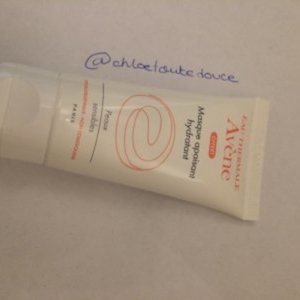 @chloetoutedouce
EAU THERMALE
Avène
Masque apaisant
hydratant
Peaux
sensibles
PARIS